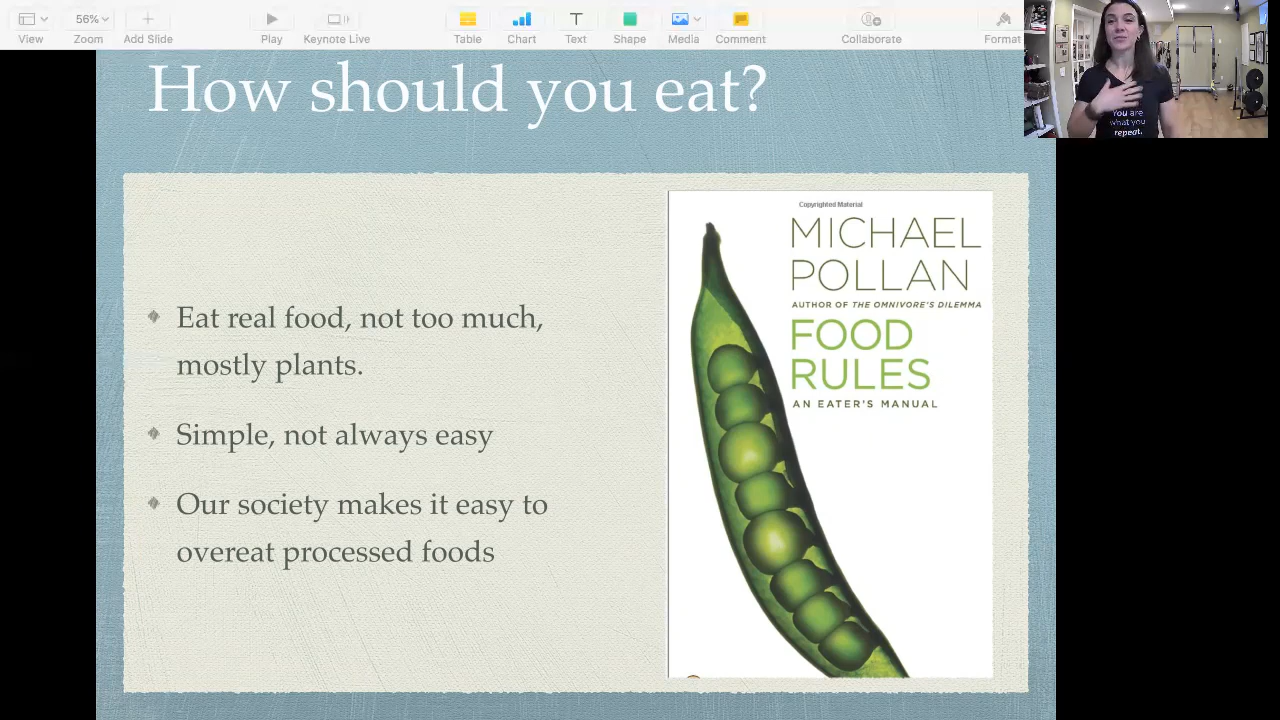 View
56%
Zoom
Add Slide
Play
Keynote Live
Table
Chart
T
Text
Shape
Media
Comment
Collaborate
Format
How should you eat?
Eat real food, not too much,
mostly plants.
Simple, not always easy
Our society makes it easy to
overeat processed foods
Copyrighted Material
MICHAEL
POLLAN
AUTHOR OF THE OMNIVORE'S DILEMMA
FOOD
RULES
AN EATER'S MANUAL
You are
what you
repeat.